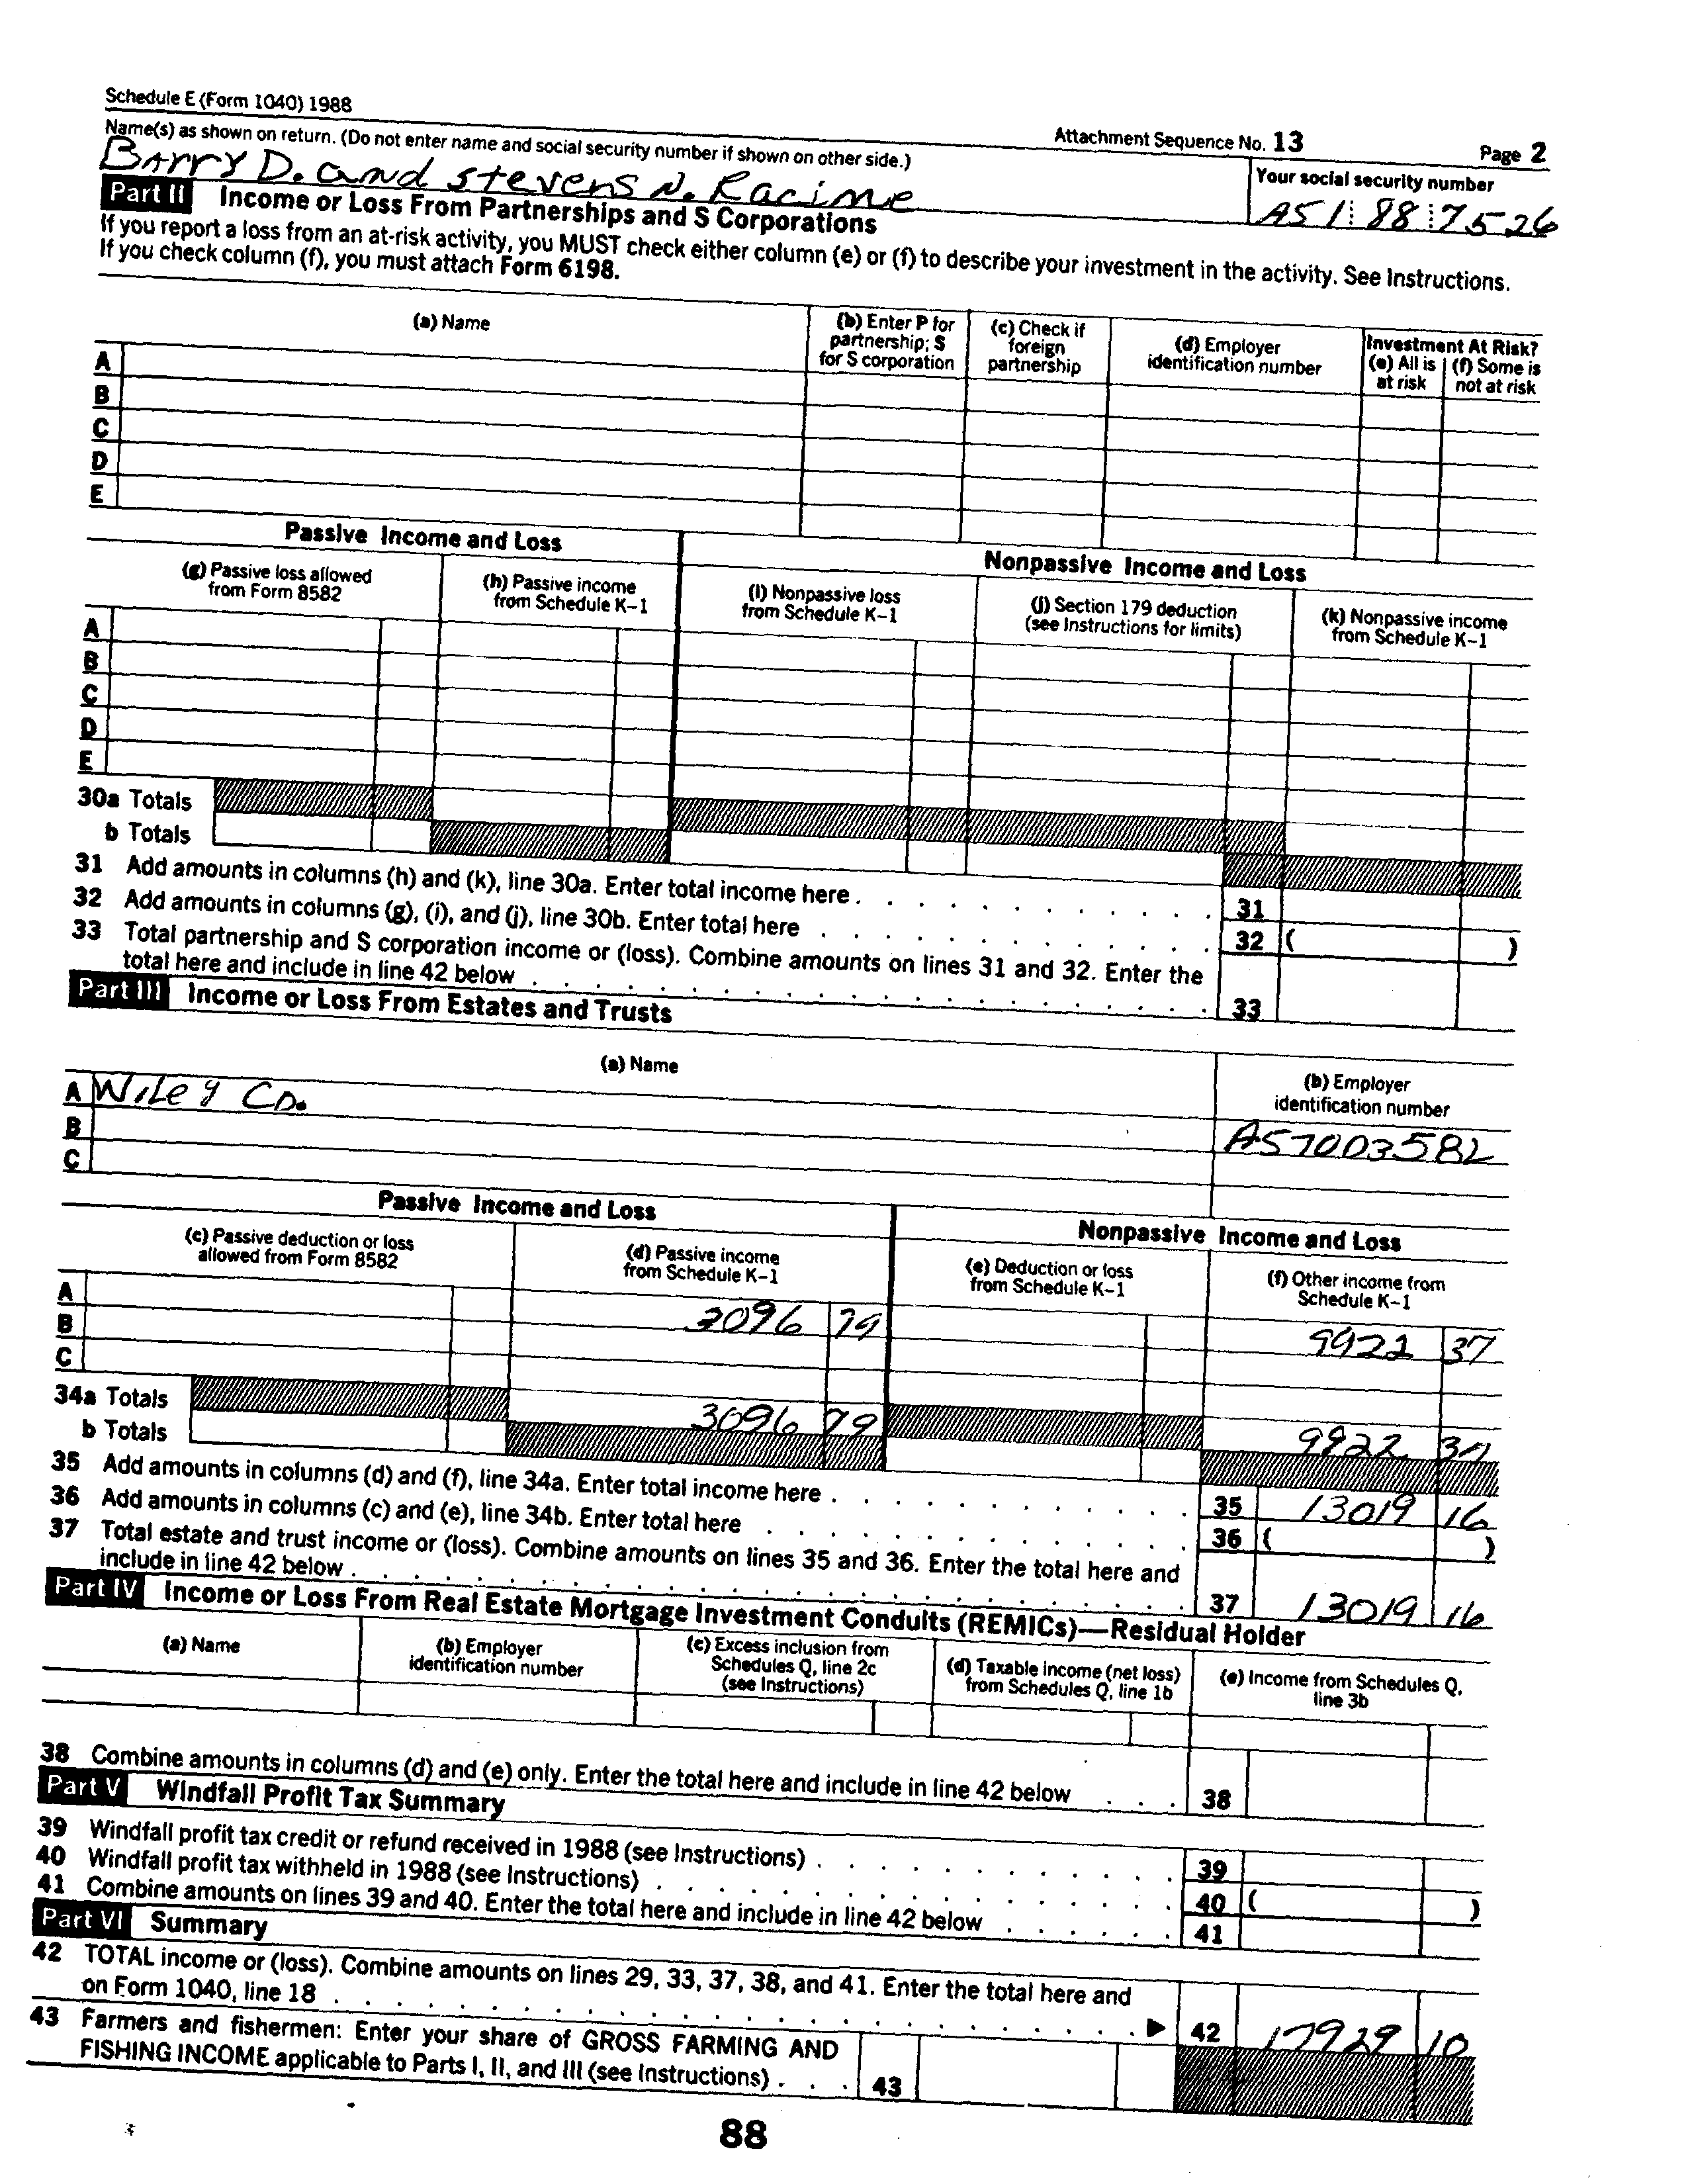 Schedule E (Form 1040) 1988
Attachment Sequence No. 13 Page 2
Name(s) as shown on return. (Do not enter name and social security number if shown on other side.)
Your social security number
Barry D. and Stevens N. Racine
AS1 88 7526
Part II Income or Loss From Partnerships and S Corporations
If you report a loss from an at-risk activity, you MUST check either column (e) or (f) to describe your investment in the activity. See Instructions.
If you check column (f), you must attach Form 6198.
(a) Name
(b) Enter P for partnership; S for S corporation
(c) Check if foreign partnership
(d) Employer identification number
Investment At Risk?
(e) All is at risk
(f) Some is not at risk
A
B
C
D
E
Passive Income and Loss
Nonpassive Income and Loss
(g) Passive loss allowed from Form 8582
(h) Passive income from Schedule K–1
(i) Nonpassive loss from Schedule K–1
(j) Section 179 deduction (see Instructions for limits)
(k) Nonpassive income from Schedule K–1
A
B
C
D
E
30a Totals
b Totals
31 Add amounts in columns (h) and (k), line 30a. Enter total income here . 31
32 Add amounts in columns (g), (i), and (j), line 30b. Enter total here . 32 ( )
33 Total partnership and S corporation income or (loss). Combine amounts on lines 31 and 32. Enter the
total here and include in line 42 below . 33
Part III Income or Loss From Estates and Trusts
(a) Name
(b) Employer identification number
A Wiley Co. AS7003582
B
C
Passive Income and Loss
Nonpassive Income and Loss
(c) Passive deduction or loss allowed from Form 8582
(d) Passive income from Schedule K–1
(e) Deduction or loss from Schedule K–1
(f) Other income from Schedule K–1
A 3096 79 9922 37
B
C
34a Totals 3096 79 9922 37
b Totals
35 Add amounts in columns (d) and (f), line 34a. Enter total income here . 35 13019 16
36 Add amounts in columns (c) and (e), line 34b. Enter total here . 36 ( )
37 Total estate and trust income or (loss). Combine amounts on lines 35 and 36. Enter the total here and
include in line 42 below . 37 13019 16
Part IV Income or Loss From Real Estate Mortgage Investment Conduits (REMICs)—Residual Holder
(a) Name
(b) Employer identification number
(c) Excess inclusion from Schedules Q, line 2c (see Instructions)
(d) Taxable income (net loss) from Schedules Q, line 1b
(e) Income from Schedules Q, line 3b
38 Combine amounts in columns (d) and (e) only. Enter the total here and include in line 42 below . . . 38
Part V Windfall Profit Tax Summary
39 Windfall profit tax credit or refund received in 1988 (see Instructions) . 39
40 Windfall profit tax withheld in 1988 (see Instructions) . 40 ( )
41 Combine amounts on lines 39 and 40. Enter the total here and include in line 42 below . 41
Part VI Summary
42 TOTAL income or (loss). Combine amounts on lines 29, 33, 37, 38, and 41. Enter the total here and
on Form 1040, line 18 . ▶ 42 17929 10
43 Farmers and fishermen: Enter your share of GROSS FARMING AND
FISHING INCOME applicable to Parts I, II, and III (see Instructions) . . . 43
88